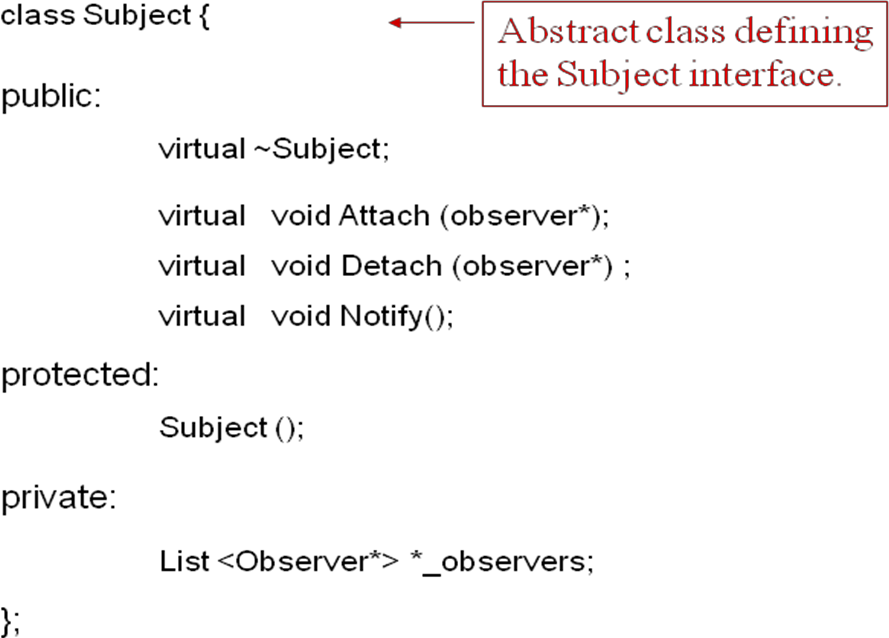 class Subject {
Abstract class defining
the Subject interface.
public:
virtual ~Subject;
virtual void Attach (observer*);
virtual void Detach (observer*) ;
virtual void Notify();
protected:
Subject ();
private:
List <Observer*> *_observers;
};